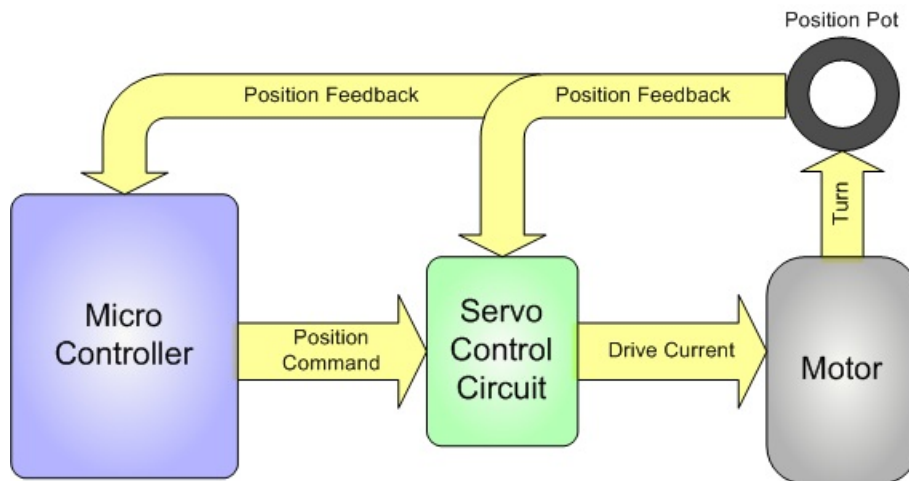 Position Pot
Position Feedback
Position Feedback
Turn
Micro
Controller
Position
Command
Servo
Control
Circuit
Drive Current
Motor